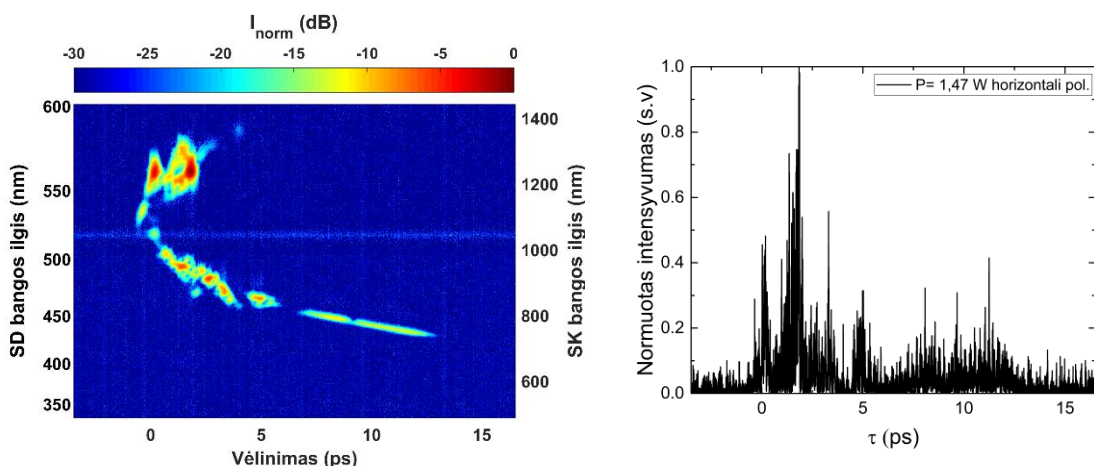 I_norm (dB)
-30 -25 -20 -15 -10 -5 0
600
550
500
450
400
350
SD bangos ilgis (nm)
1400
1200
1000
800
600
SK bangos ilgis (nm)
0 5 10 15
Vėlinimas (ps)
P= 1,47 W horizontali pol.
1.0
0.8
0.6
0.4
0.2
0.0
Normuotas intensyvumas (s.v)
0 5 10 15
τ (ps)